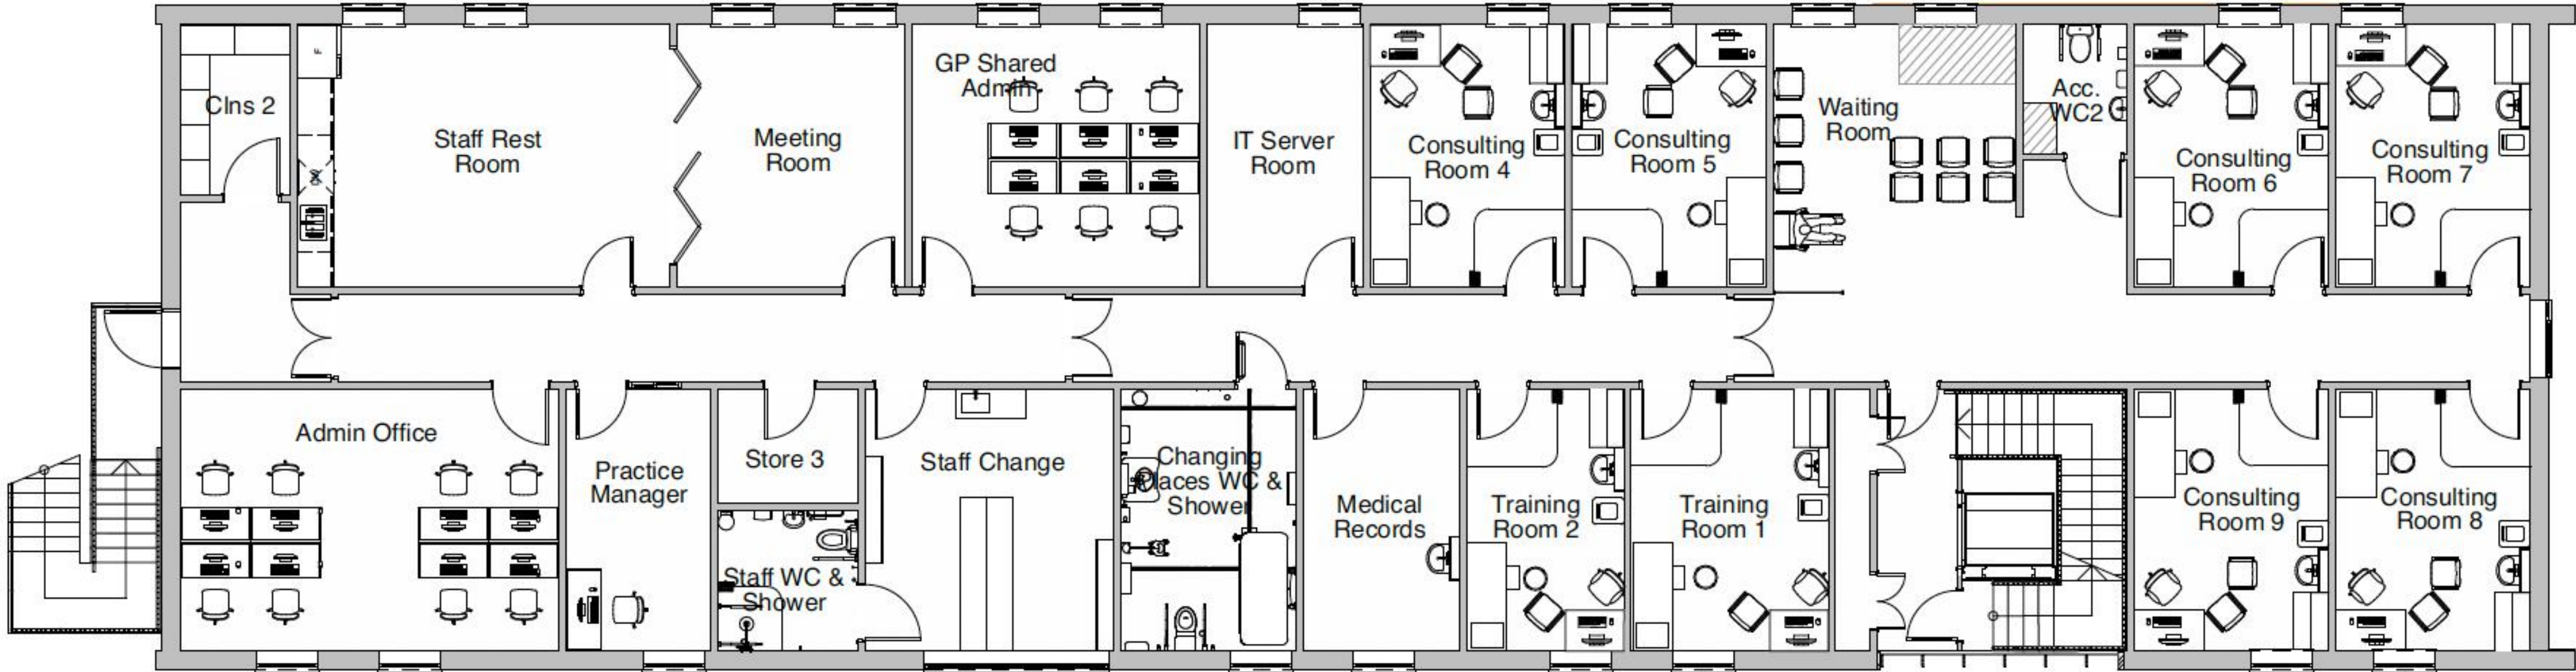 Clns 2
F
Staff Rest
Room
Meeting
Room
GP Shared
Admin
IT Server
Room
Consulting
Room 4
Consulting
Room 5
Waiting
Room
Acc.
WC2
Consulting
Room 6
Consulting
Room 7
Admin Office
Practice
Manager
Store 3
Staff WC &
Shower
Staff Change
Changing
Places WC &
Shower
Medical
Records
Training
Room 2
Training
Room 1
Consulting
Room 9
Consulting
Room 8